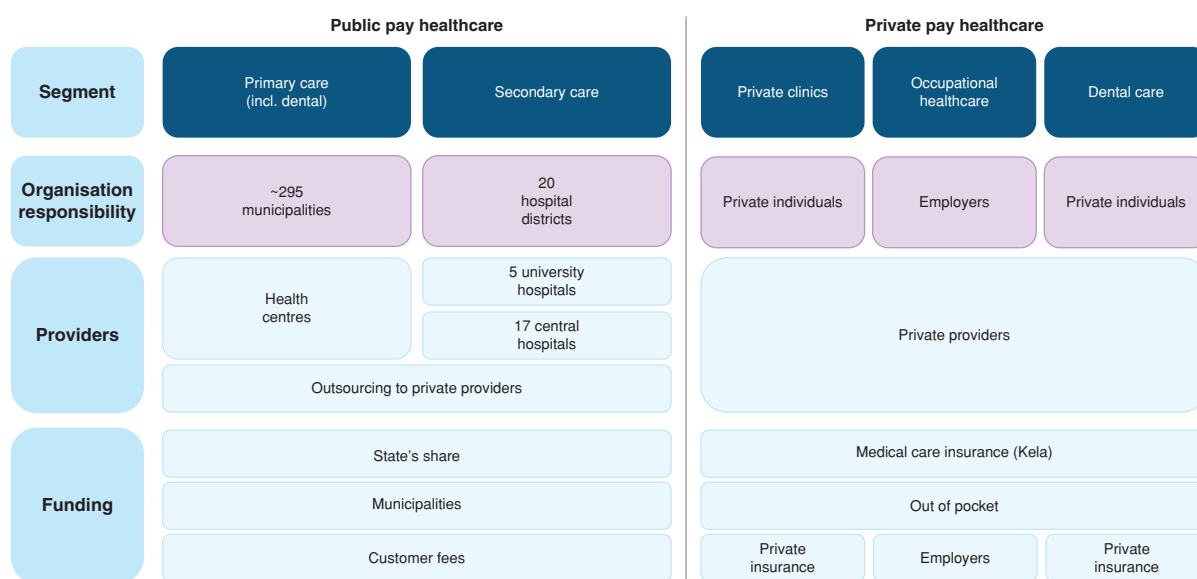 Public pay healthcare
Private pay healthcare
Segment
Primary care
(incl. dental)
Secondary care
Private clinics
Occupational
healthcare
Dental care
Organisation
responsibility
~295
municipalities
20
hospital
districts
Private individuals
Employers
Private individuals
Providers
Health
centres
5 university
hospitals
17 central
hospitals
Outsourcing to private providers
Private providers
Funding
State's share
Municipalities
Customer fees
Medical care insurance (Kela)
Out of pocket
Private
insurance
Employers
Private
insurance